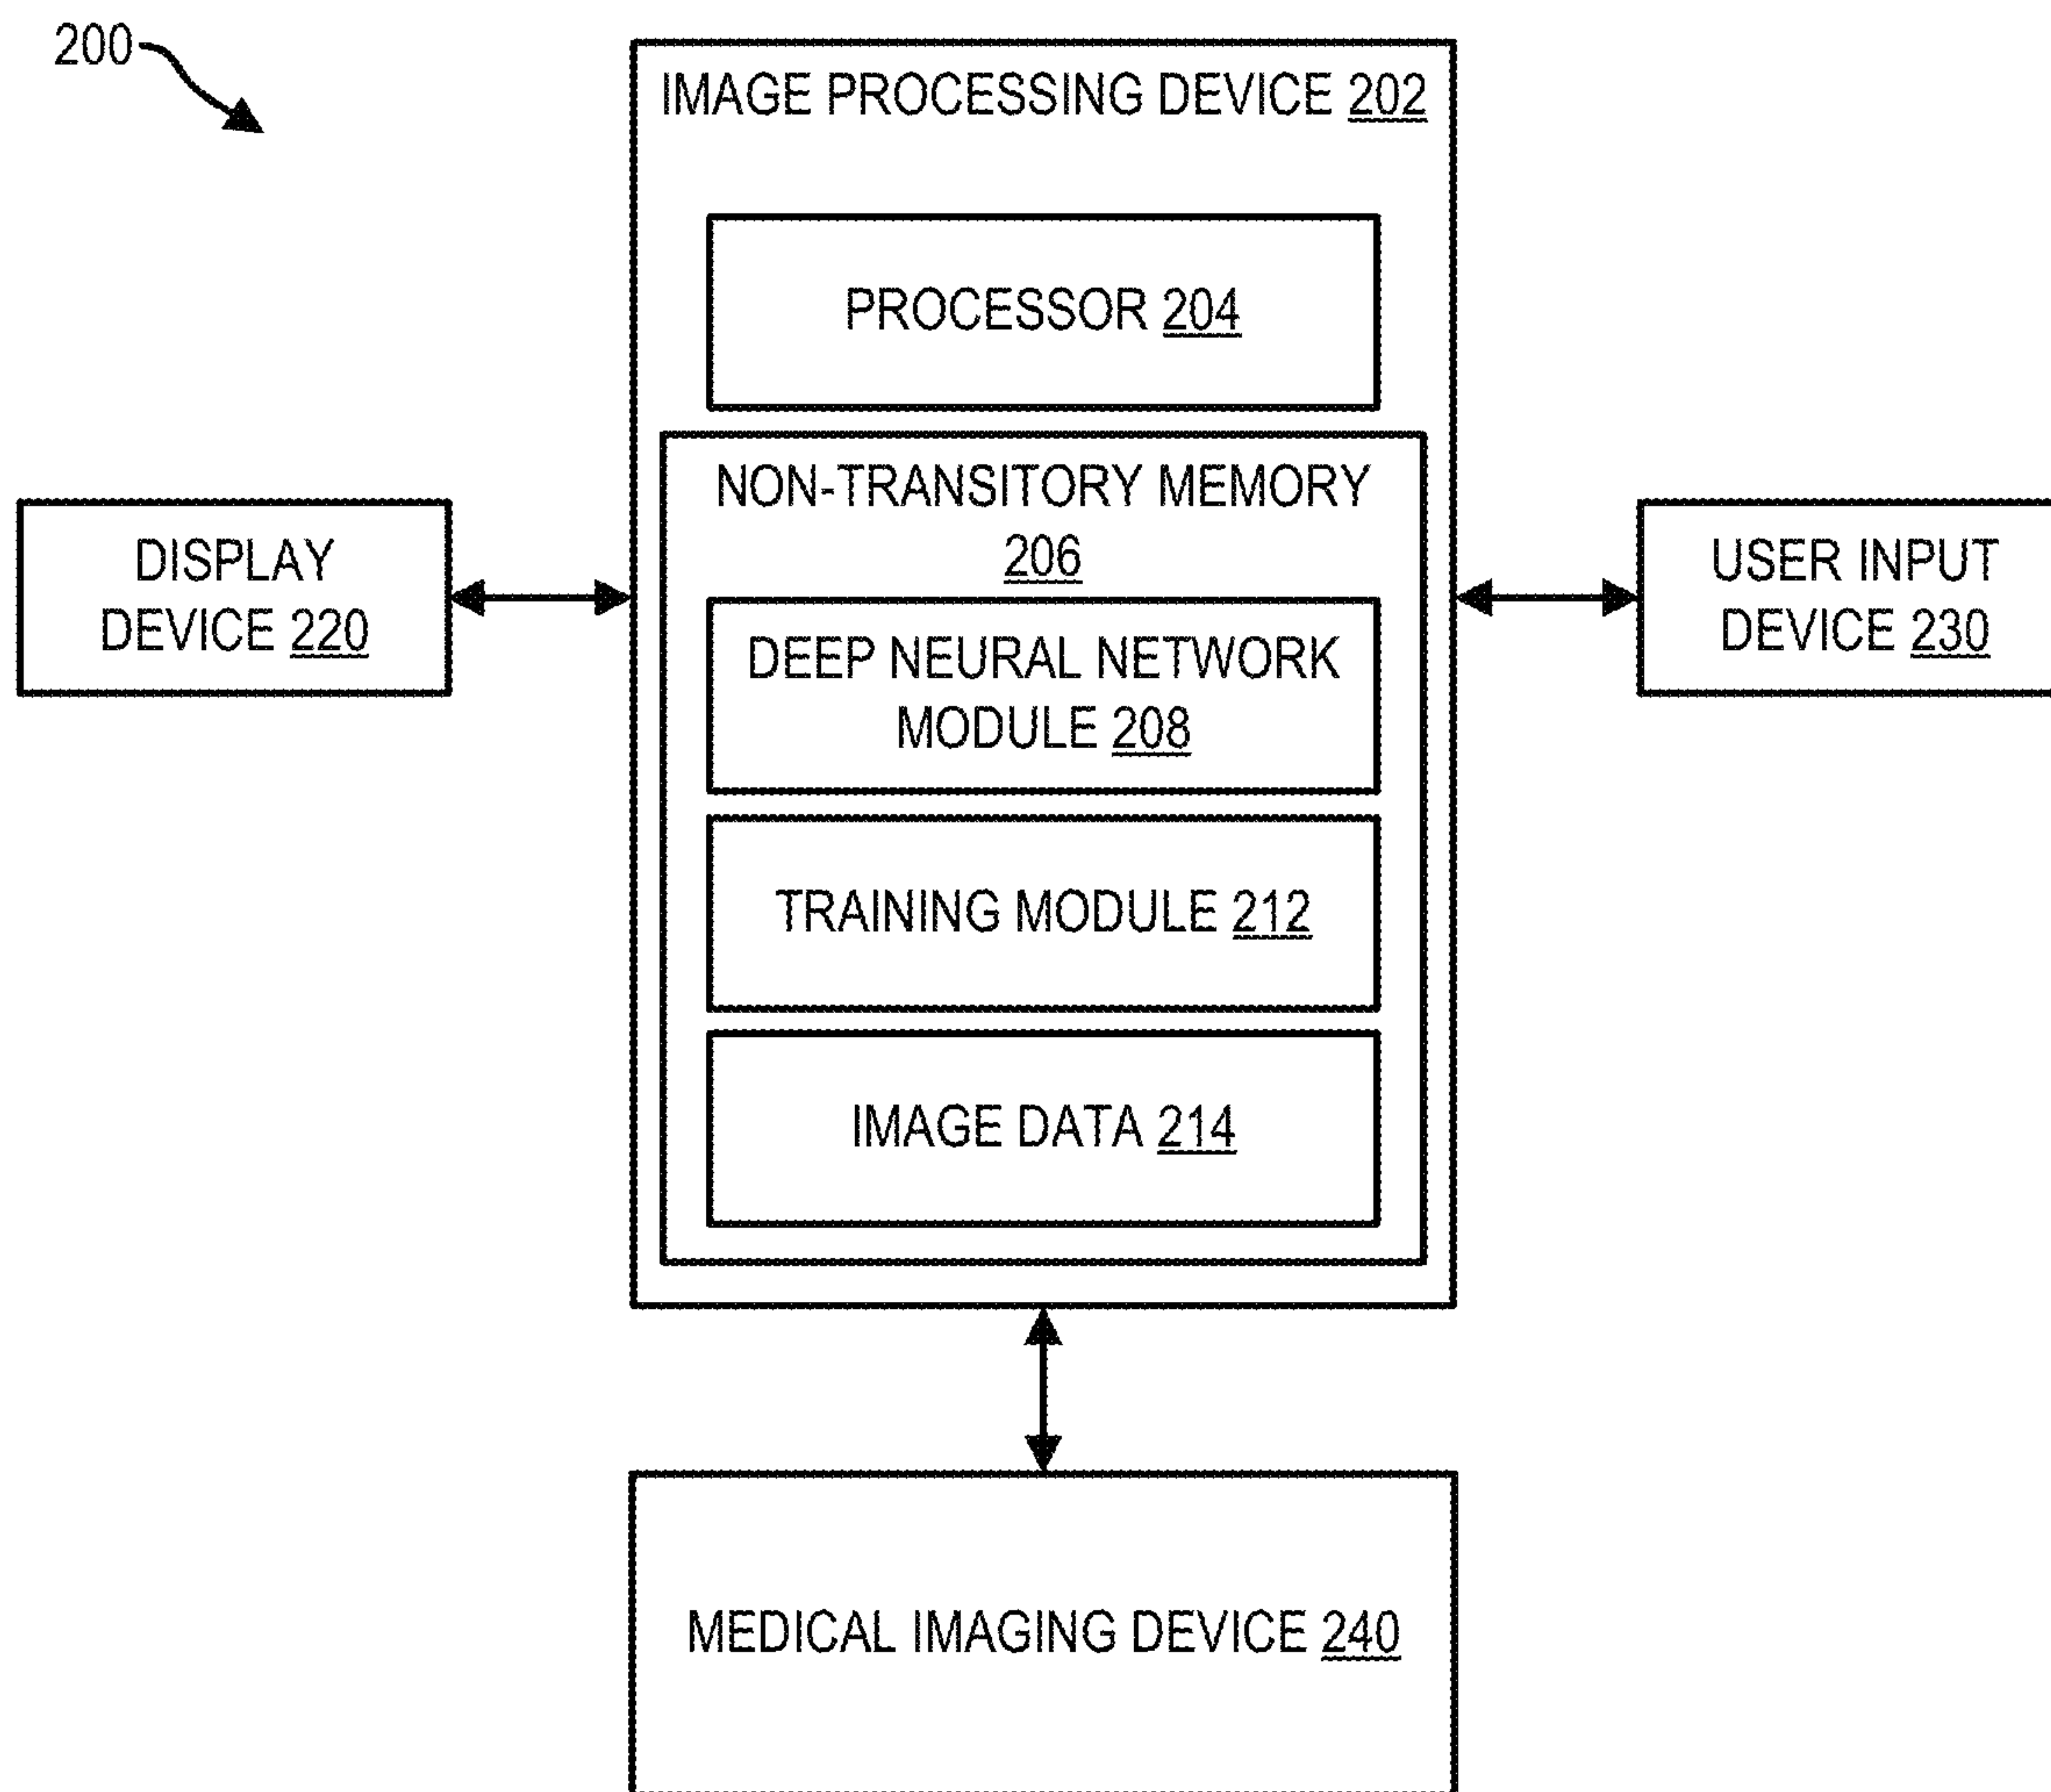 200
IMAGE PROCESSING DEVICE 202
PROCESSOR 204
NON-TRANSITORY MEMORY
206
DISPLAY
DEVICE 220
USER INPUT
DEVICE 230
DEEP NEURAL NETWORK
MODULE 208
TRAINING MODULE 212
IMAGE DATA 214
MEDICAL IMAGING DEVICE 240